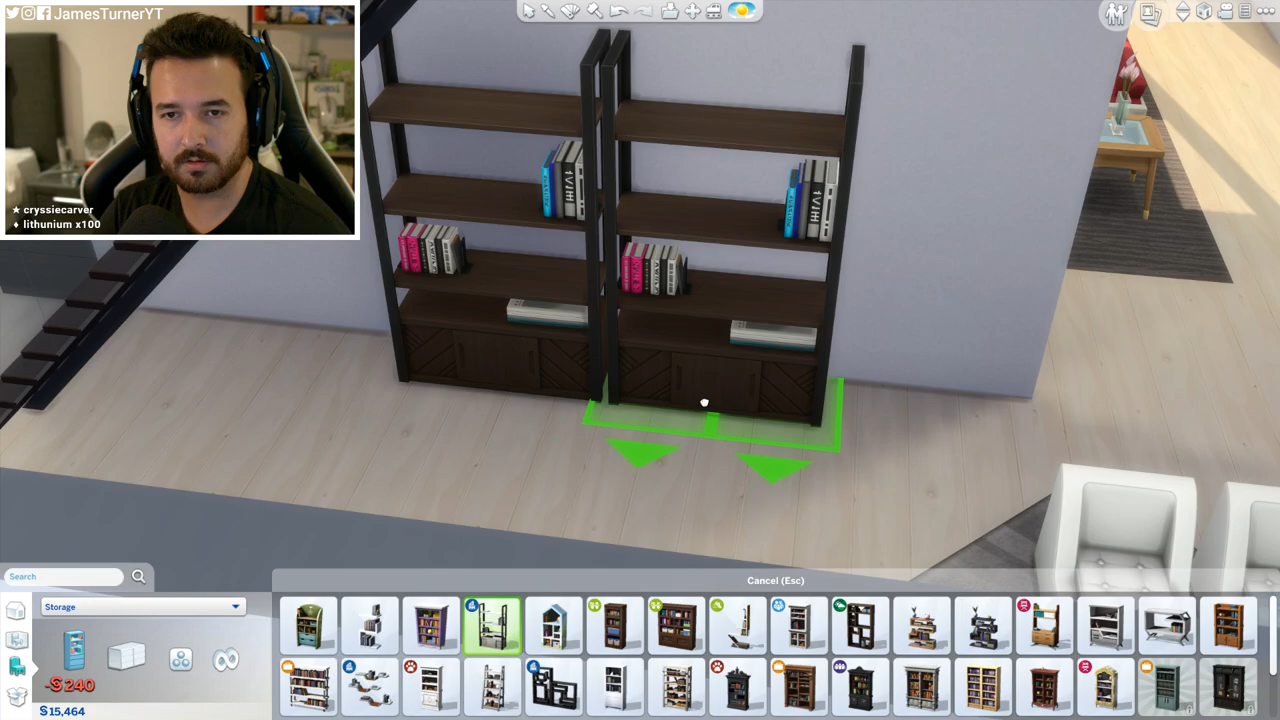 JamesTurnerYT
★ cryssiecarver
♦ lithunium x100
Cancel (Esc)
Search
Storage
-§240
§15,464